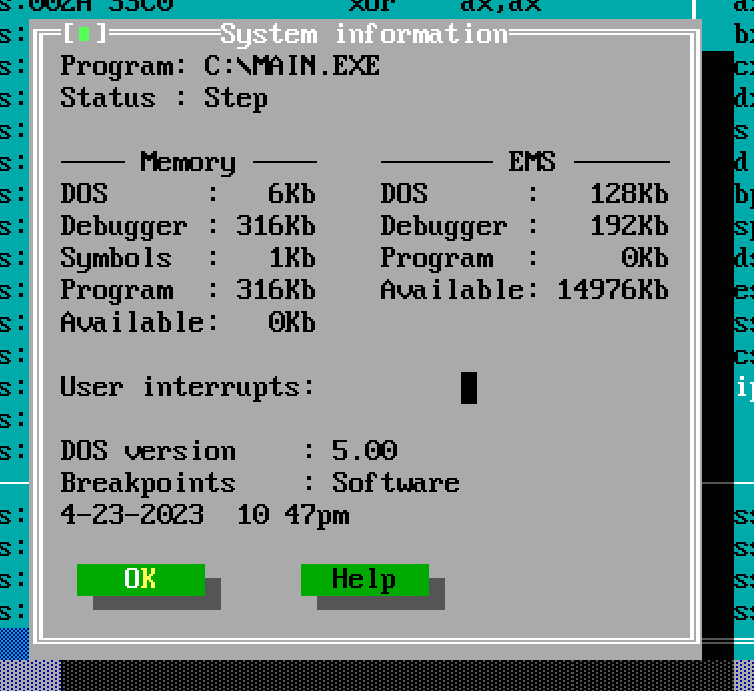 s:002A 33C0 xor ax,ax
[■] System information
Program: C:\MAIN.EXE
Status : Step
Memory EMS
DOS : 6Kb DOS : 128Kb
Debugger : 316Kb Debugger : 192Kb
Symbols : 1Kb Program : 0Kb
Program : 316Kb Available: 14976Kb
Available: 0Kb
User interrupts:
DOS version : 5.00
Breakpoints : Software
4-23-2023 10 47pm
OK Help